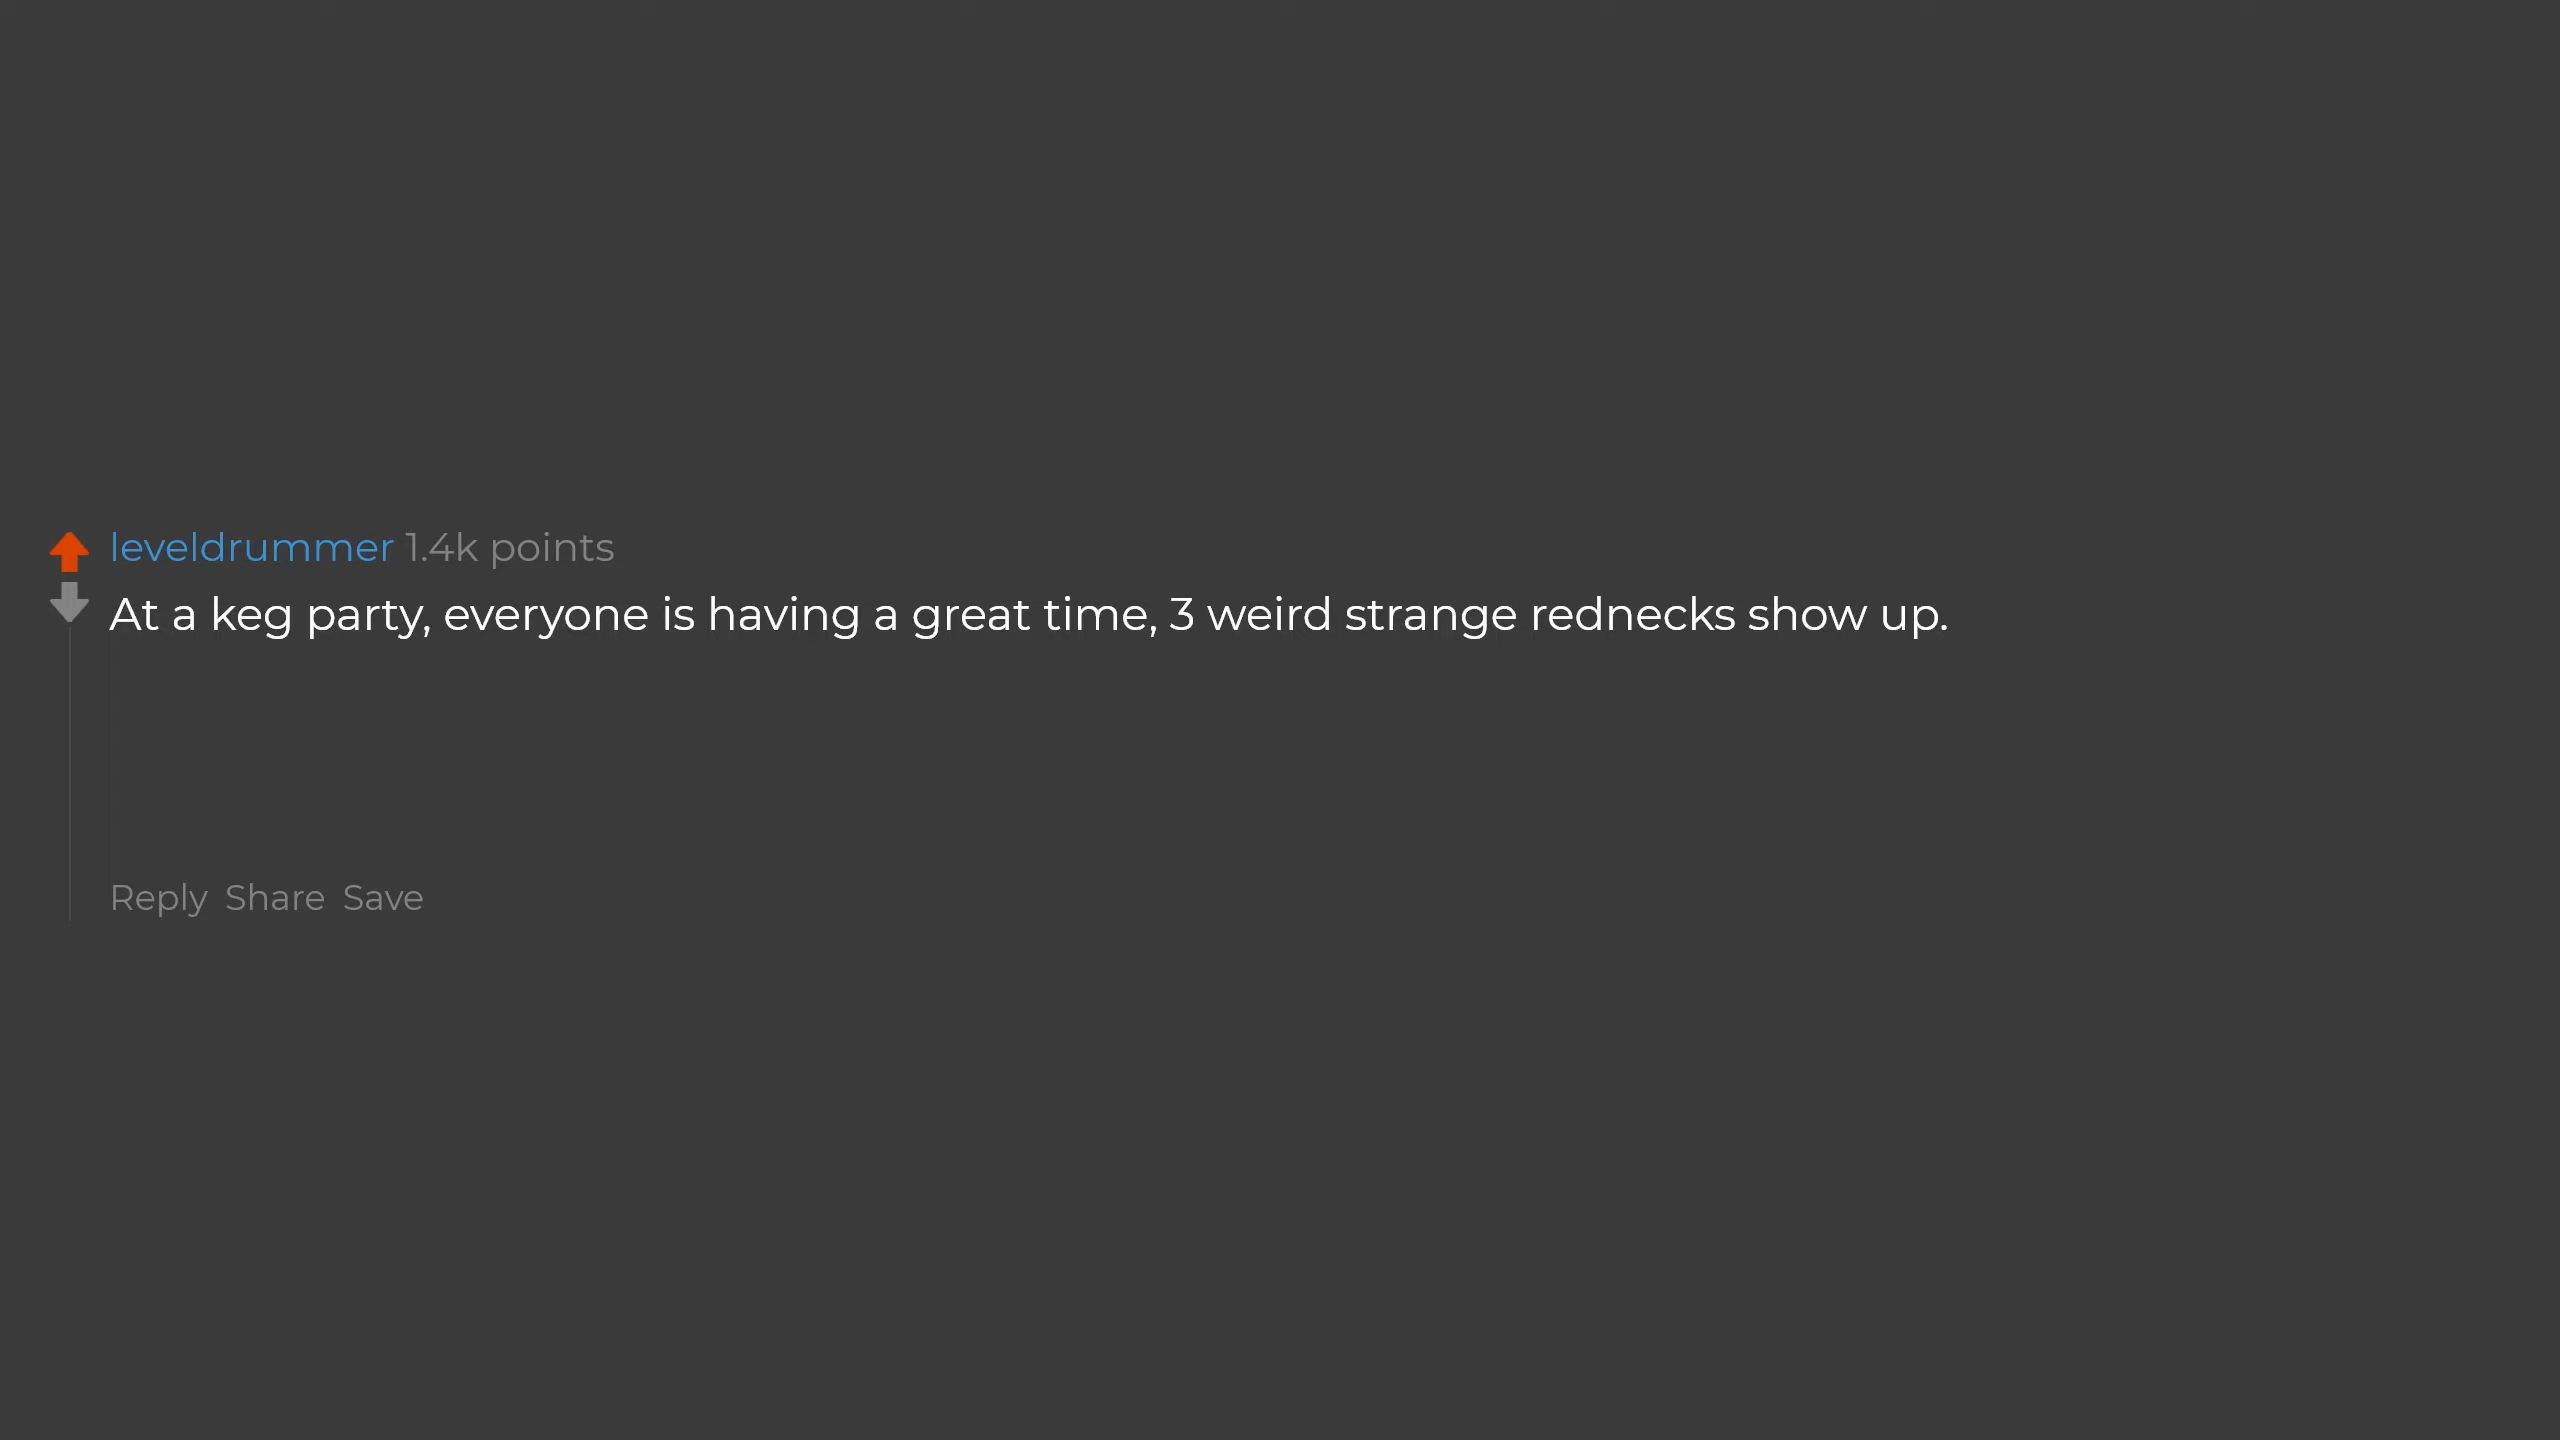 leveldrummer 1.4k points
At a keg party, everyone is having a great time, 3 weird strange rednecks show up.
Reply Share Save